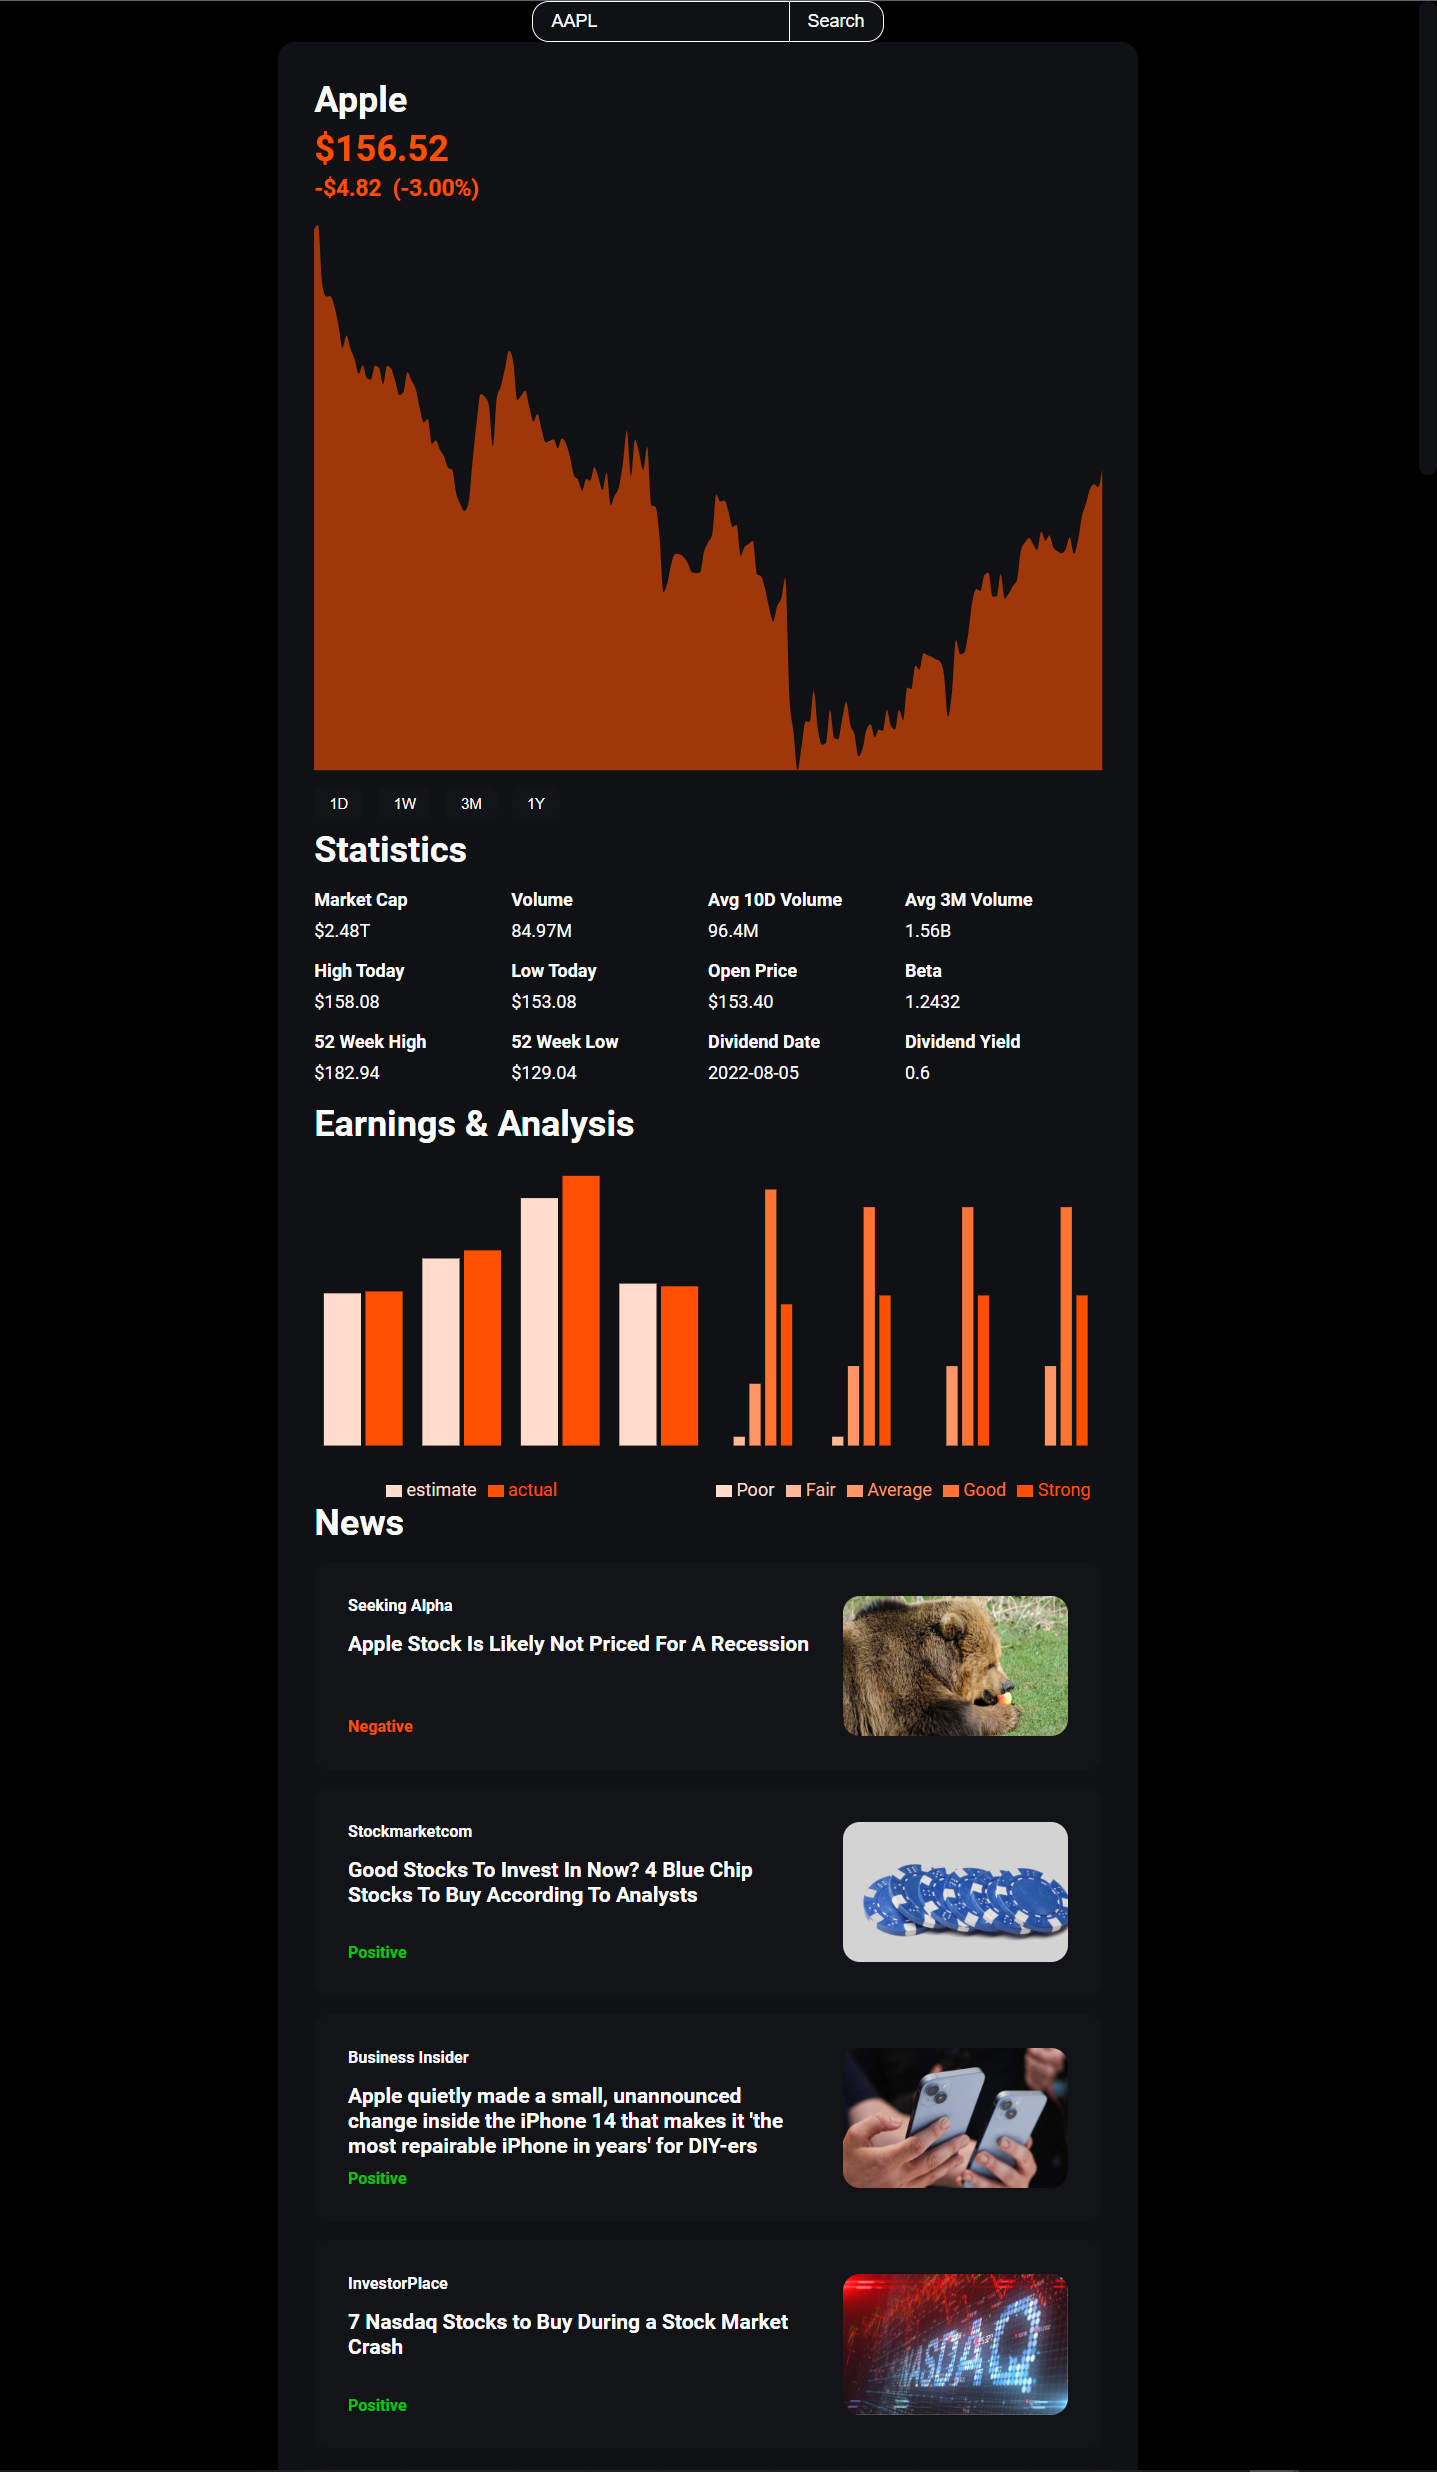 AAPL
Search
Apple
$156.52
-$4.82 (-3.00%)
1D 1W 3M 1Y
Statistics
Market Cap Volume Avg 10D Volume Avg 3M Volume
$2.48T 84.97M 96.4M 1.56B
High Today Low Today Open Price Beta
$158.08 $153.08 $153.40 1.2432
52 Week High 52 Week Low Dividend Date Dividend Yield
$182.94 $129.04 2022-08-05 0.6
Earnings & Analysis
estimate actual
Poor Fair Average Good Strong
News
Seeking Alpha
Apple Stock Is Likely Not Priced For A Recession
Negative
Stockmarketcom
Good Stocks To Invest In Now? 4 Blue Chip
Stocks To Buy According To Analysts
Positive
Business Insider
Apple quietly made a small, unannounced
change inside the iPhone 14 that makes it 'the
most repairable iPhone in years' for DIY-ers
Positive
InvestorPlace
7 Nasdaq Stocks to Buy During a Stock Market
Crash
Positive
NASDAQ